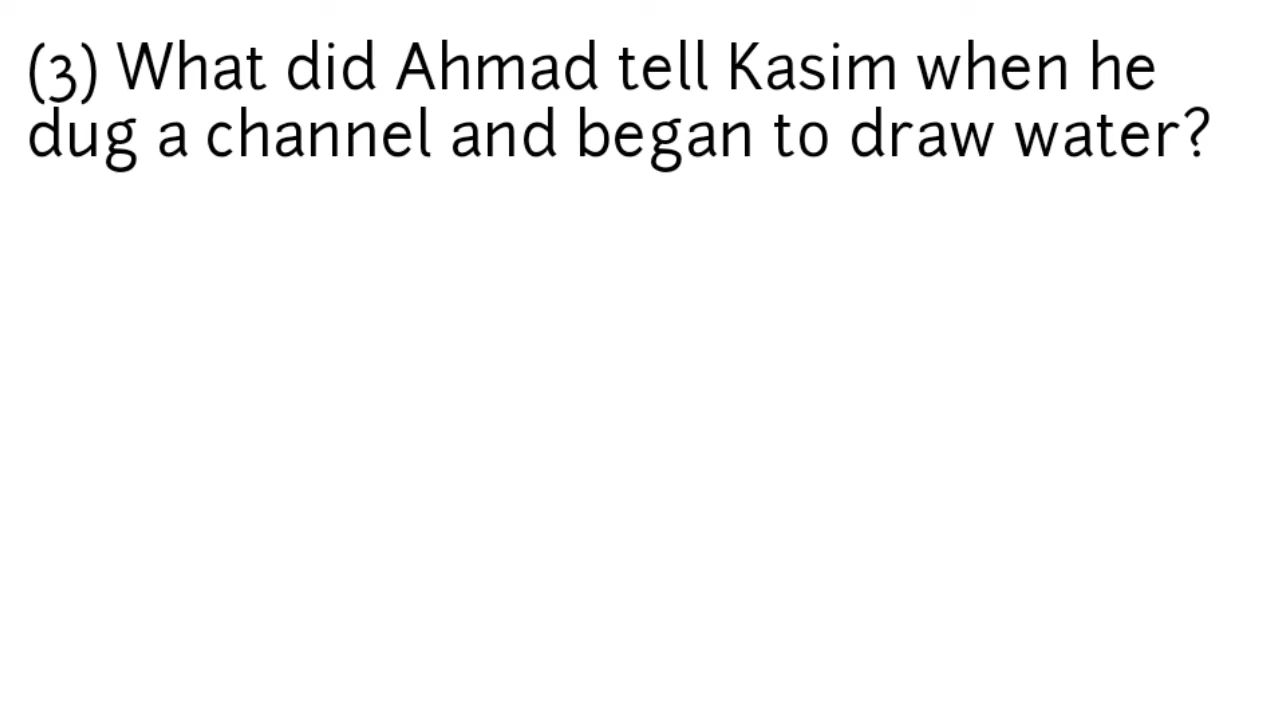 (3) What did Ahmad tell Kasim when he
dug a channel and began to draw water?